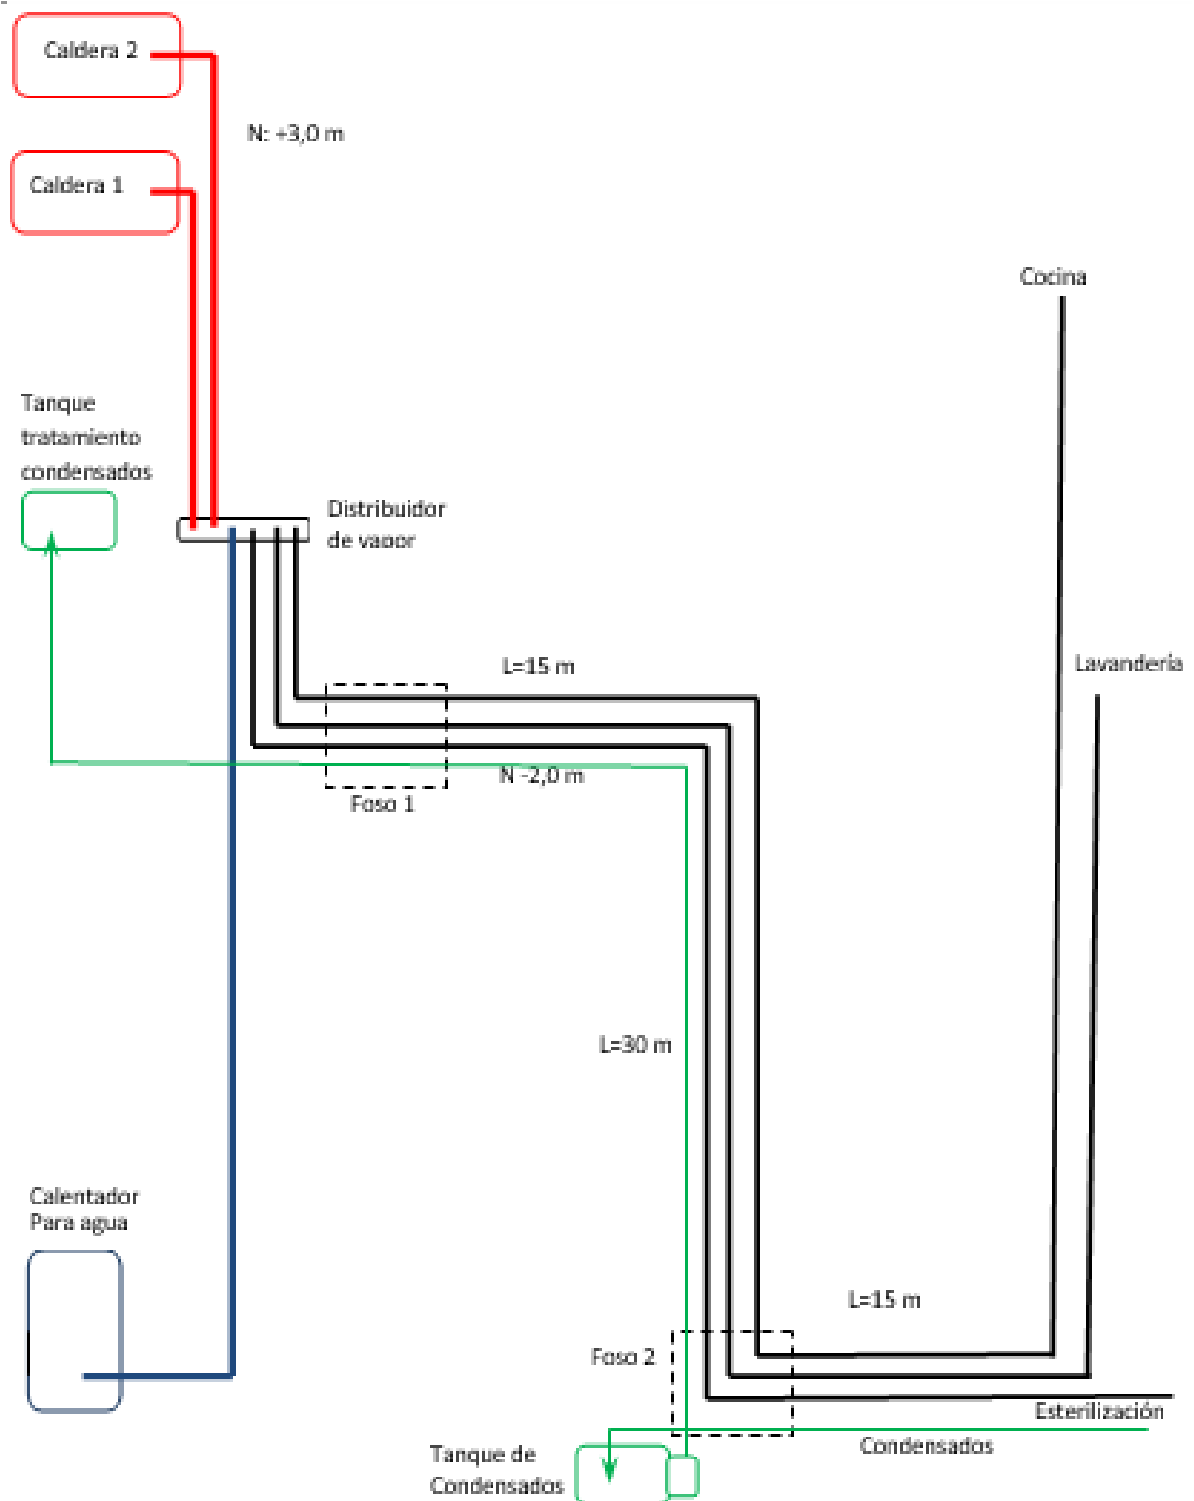 Caldera 2
N: +3,0 m
Caldera 1
Cocina
Tanque
tratamiento
condensados
Distribuidor
de vapor
L=15 m
Lavandería
N -2,0 m
Foso 1
L=30 m
Calentador
Para agua
L=15 m
Foso 2
Esterilización
Condensados
Tanque de
Condensados